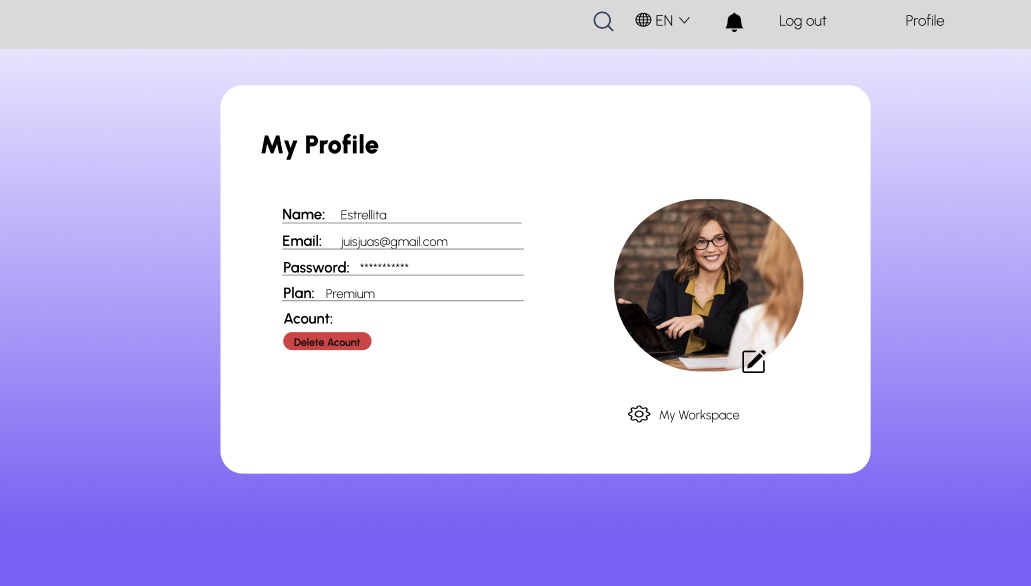 EN Log out Profile
My Profile
Name: Estrellita
Email: juisjuas@gmail.com
Password: ***********
Plan: Premium
Acount:
Delete Acount
My Workspace